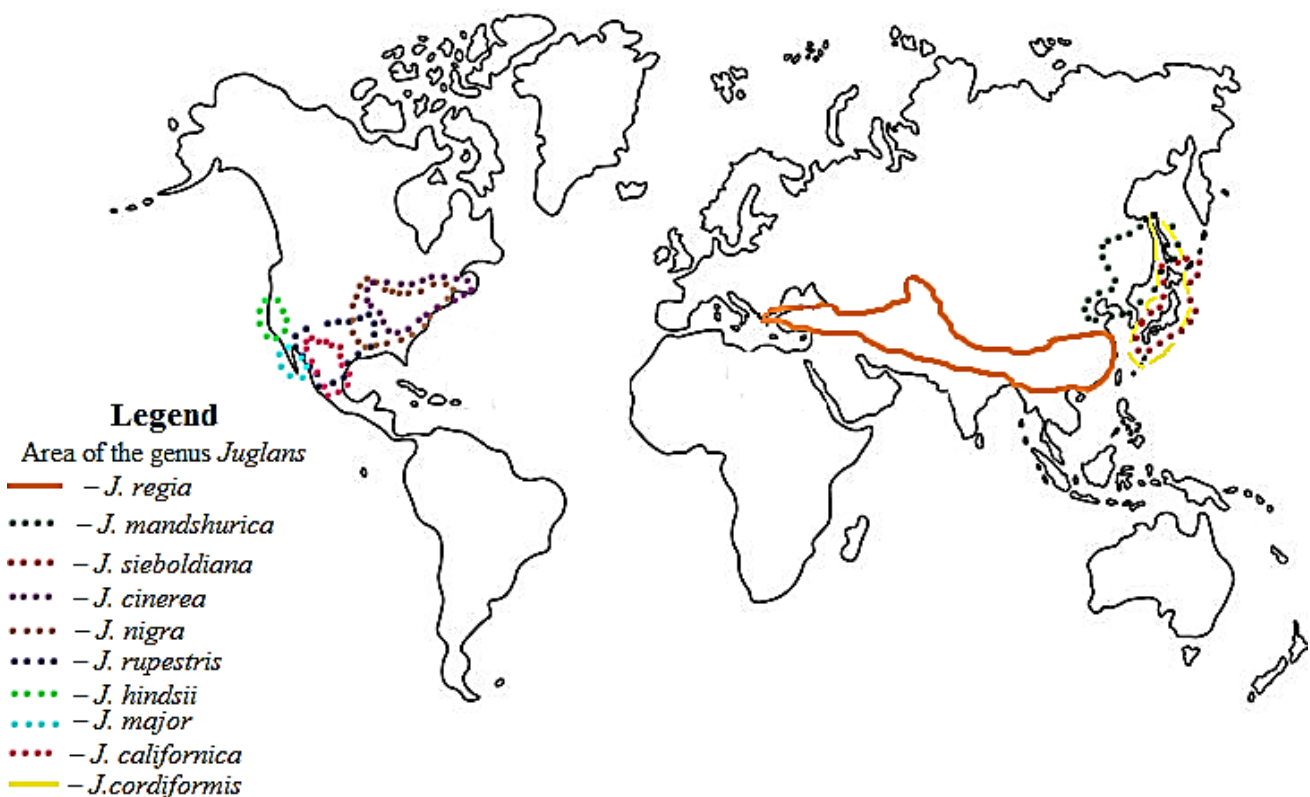 Legend
Area of the genus Juglans
– J. regia
– J. mandshurica
– J. sieboldiana
– J. cinerea
– J. nigra
– J. rupestris
– J. hindsii
– J. major
– J. californica
– J.cordiformis